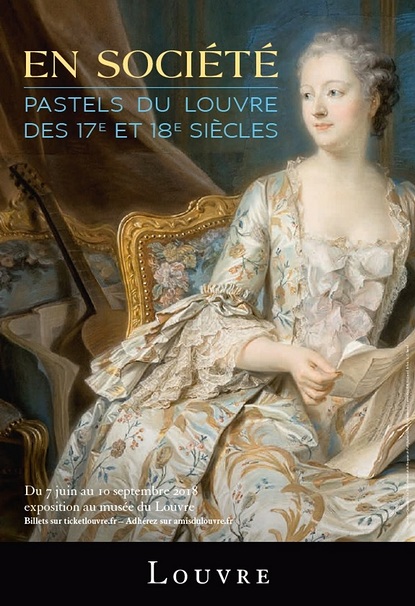 EN SOCIÉTÉ
PASTELS DU LOUVRE
DES 17E ET 18E SIÈCLES
Du 7 juin au 10 septembre 2018
exposition au musée du Louvre
Billets sur ticketlouvre.fr – Adhérez sur amisdulouvre.fr
LOUVRE